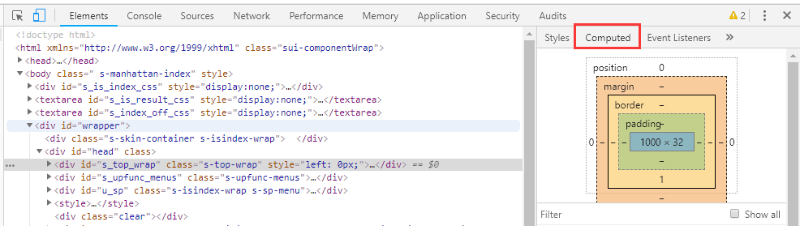 Elements Console Sources Network Performance Memory Application Security Audits 2
<!doctype html>
<html xmlns="http://www.w3.org/1999/xhtml" class="sui-componentWrap">
<head>…</head>
<body class=" s-manhattan-index" style>
<div id="s_is_index_css" style="display:none;">…</div>
<textarea id="s_is_result_css" style="display:none;">…</textarea>
<textarea id="s_index_off_css" style="display:none;">…</textarea>
<div id="wrapper">
<div class="s-skin-container s-isindex-wrap"> </div>
<div id="head" class>
… <div id="s_top_wrap" class="s-top-wrap" style="left: 0px;">…</div> == $0
<div id="s_upfunc_menus" class="s-upfunc-menus">…</div>
<div id="u_sp" class="s-isindex-wrap s-sp-menu">…</div>
<style>…</style>
<div class="clear"></div>
Styles Computed Event Listeners »
position 0
margin –
border –
padding –
0 – 1000 × 32 – 0
–
1
–
Filter Show all